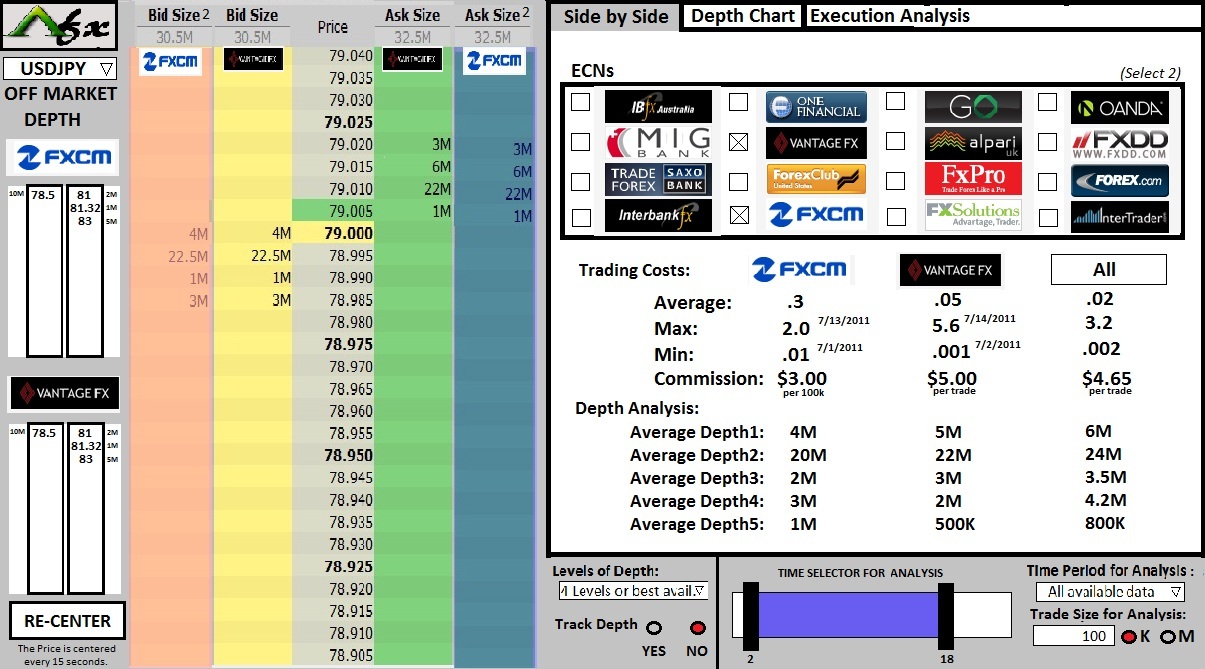 Afx
USDJPY ▽
OFF MARKET
DEPTH
FXCM
10M 78.5 81 2M
81.32 1M
83 5M
VANTAGE FX
10M 78.5 81 2M
81.32 1M
83 5M
RE-CENTER
The Price is centered
every 15 seconds.
Bid Size 2 Bid Size Price Ask Size Ask Size 2
30.5M 30.5M 32.5M 32.5M
FXCM VANTAGE FX 79.040 VANTAGE FX FXCM
79.035
79.030
79.025
79.020 3M 3M
79.015 6M 6M
79.010 22M 22M
79.005 1M 1M
4M 4M 79.000
22.5M 22.5M 78.995
1M 1M 78.990
3M 3M 78.985
78.980
78.975
78.970
78.965
78.960
78.955
78.950
78.945
78.940
78.935
78.930
78.925
78.920
78.915
78.910
78.905
Side by Side Depth Chart Execution Analysis
ECNs (Select 2)
IBfx Australia ONE FINANCIAL GO OANDA
MIG BANK VANTAGE FX alpari uk FXDD WWW.FXDD.COM
TRADE FOREX SAXO BANK ForexClub United States FxPro Trade Forex Like a Pro FOREX.com
Interbankfx FXCM FXSolutions Advantage, Trader. InterTrader
Trading Costs: FXCM VANTAGE FX All
Average: .3 .05 .02
Max: 2.0 7/13/2011 5.6 7/14/2011 3.2
Min: .01 7/1/2011 .001 7/2/2011 .002
Commission: $3.00 $5.00 $4.65
per 100k per trade per trade
Depth Analysis:
Average Depth1: 4M 5M 6M
Average Depth2: 20M 22M 24M
Average Depth3: 2M 3M 3.5M
Average Depth4: 3M 2M 4.2M
Average Depth5: 1M 500K 800K
Levels of Depth:
4 Levels or best avail.▽
Track Depth
YES NO
TIME SELECTOR FOR ANALYSIS
2 18
Time Period for Analysis :
All available data ▽
Trade Size for Analysis:
100 K M